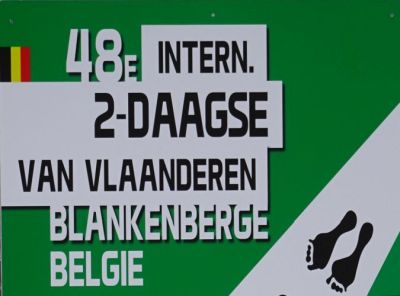 48E INTERN.
2-DAAGSE
VAN VLAANDEREN
BLANKENBERGE
BELGIE